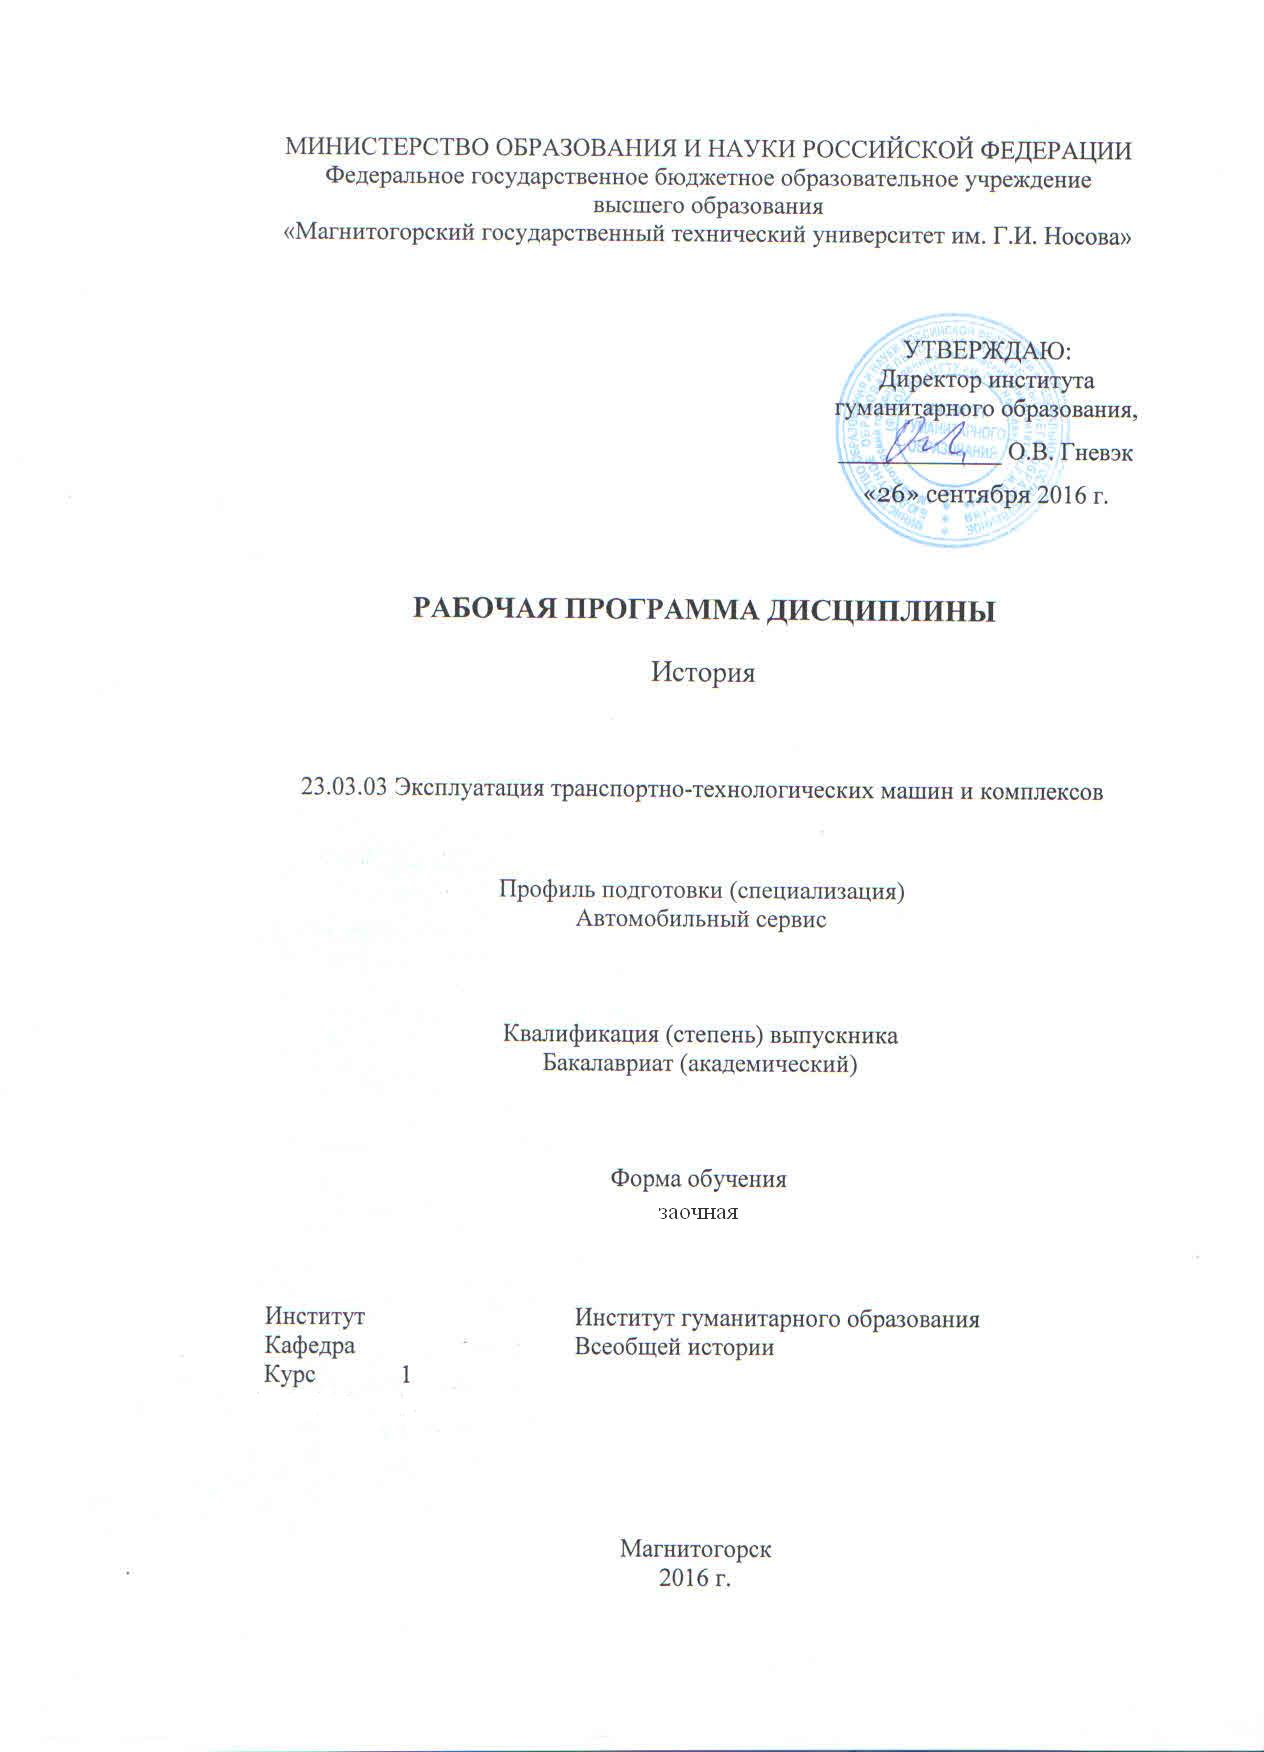 МИНИСТЕРСТВО ОБРАЗОВАНИЯ И НАУКИ РОССИЙСКОЙ ФЕДЕРАЦИИ
Федеральное государственное бюджетное образовательное учреждение
высшего образования
«Магнитогорский государственный технический университет им. Г.И. Носова»
УТВЕРЖДАЮ:
Директор института
гуманитарного образования,
О.В. Гневэк
«26» сентября 2016 г.
ГУМАНИТАРНОГО
ОБРАЗОВАНИЯ
РАБОЧАЯ ПРОГРАММА ДИСЦИПЛИНЫ
История
23.03.03 Эксплуатация транспортно-технологических машин и комплексов
Профиль подготовки (специализация)
Автомобильный сервис
Квалификация (степень) выпускника
Бакалавриат (академический)
Форма обучения
заочная
Институт Институт гуманитарного образования
Кафедра Всеобщей истории
Курс 1
Магнитогорск
2016 г.